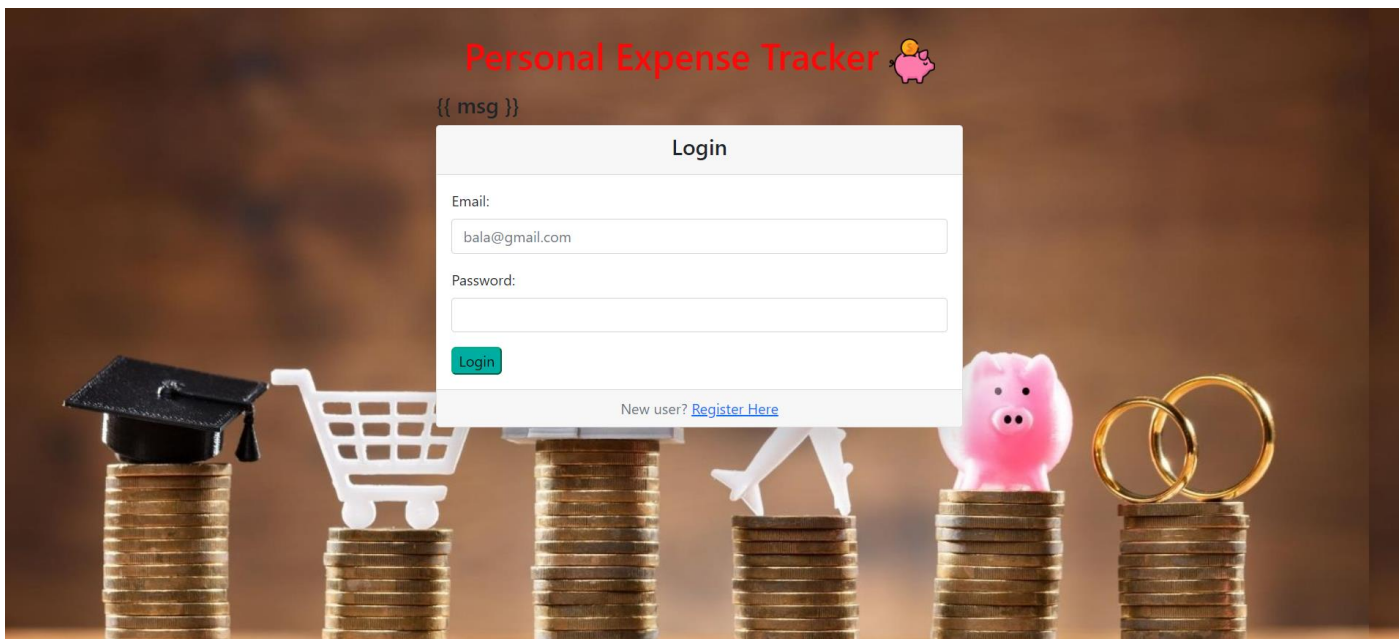 Personal Expense Tracker
{{ msg }}
Login
Email:
bala@gmail.com
Password:
Login
New user? Register Here